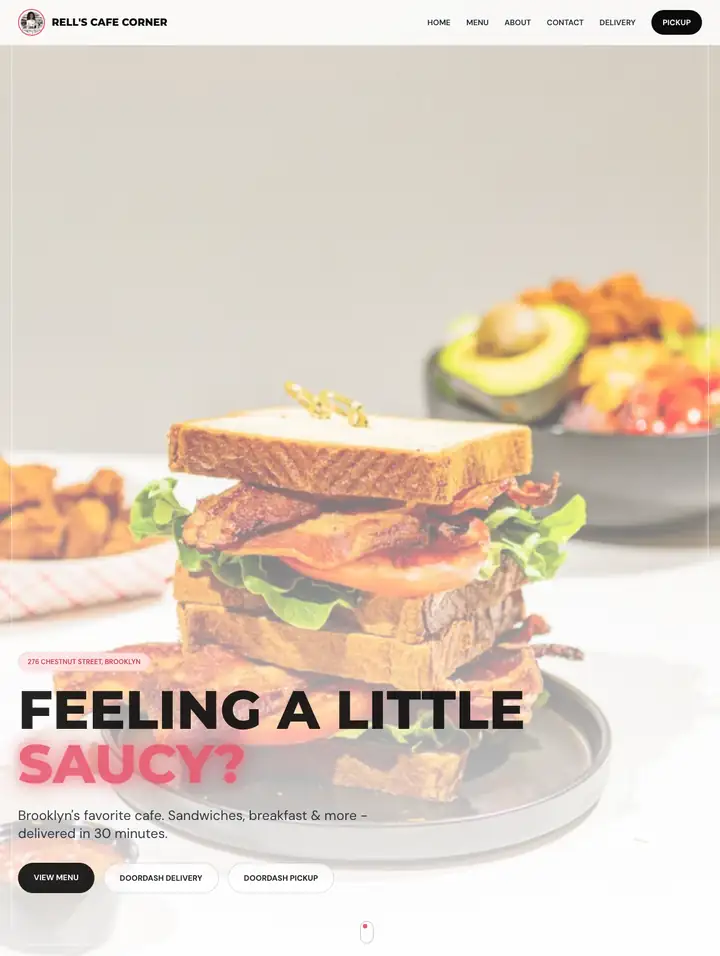 RELL'S CAFE CORNER
HOME
MENU
ABOUT
CONTACT
DELIVERY
PICKUP
276 CHESTNUT STREET, BROOKLYN
FEELING A LITTLE
SAUCY?
Brooklyn's favorite cafe. Sandwiches, breakfast & more –
delivered in 30 minutes.
VIEW MENU
DOORDASH DELIVERY
DOORDASH PICKUP